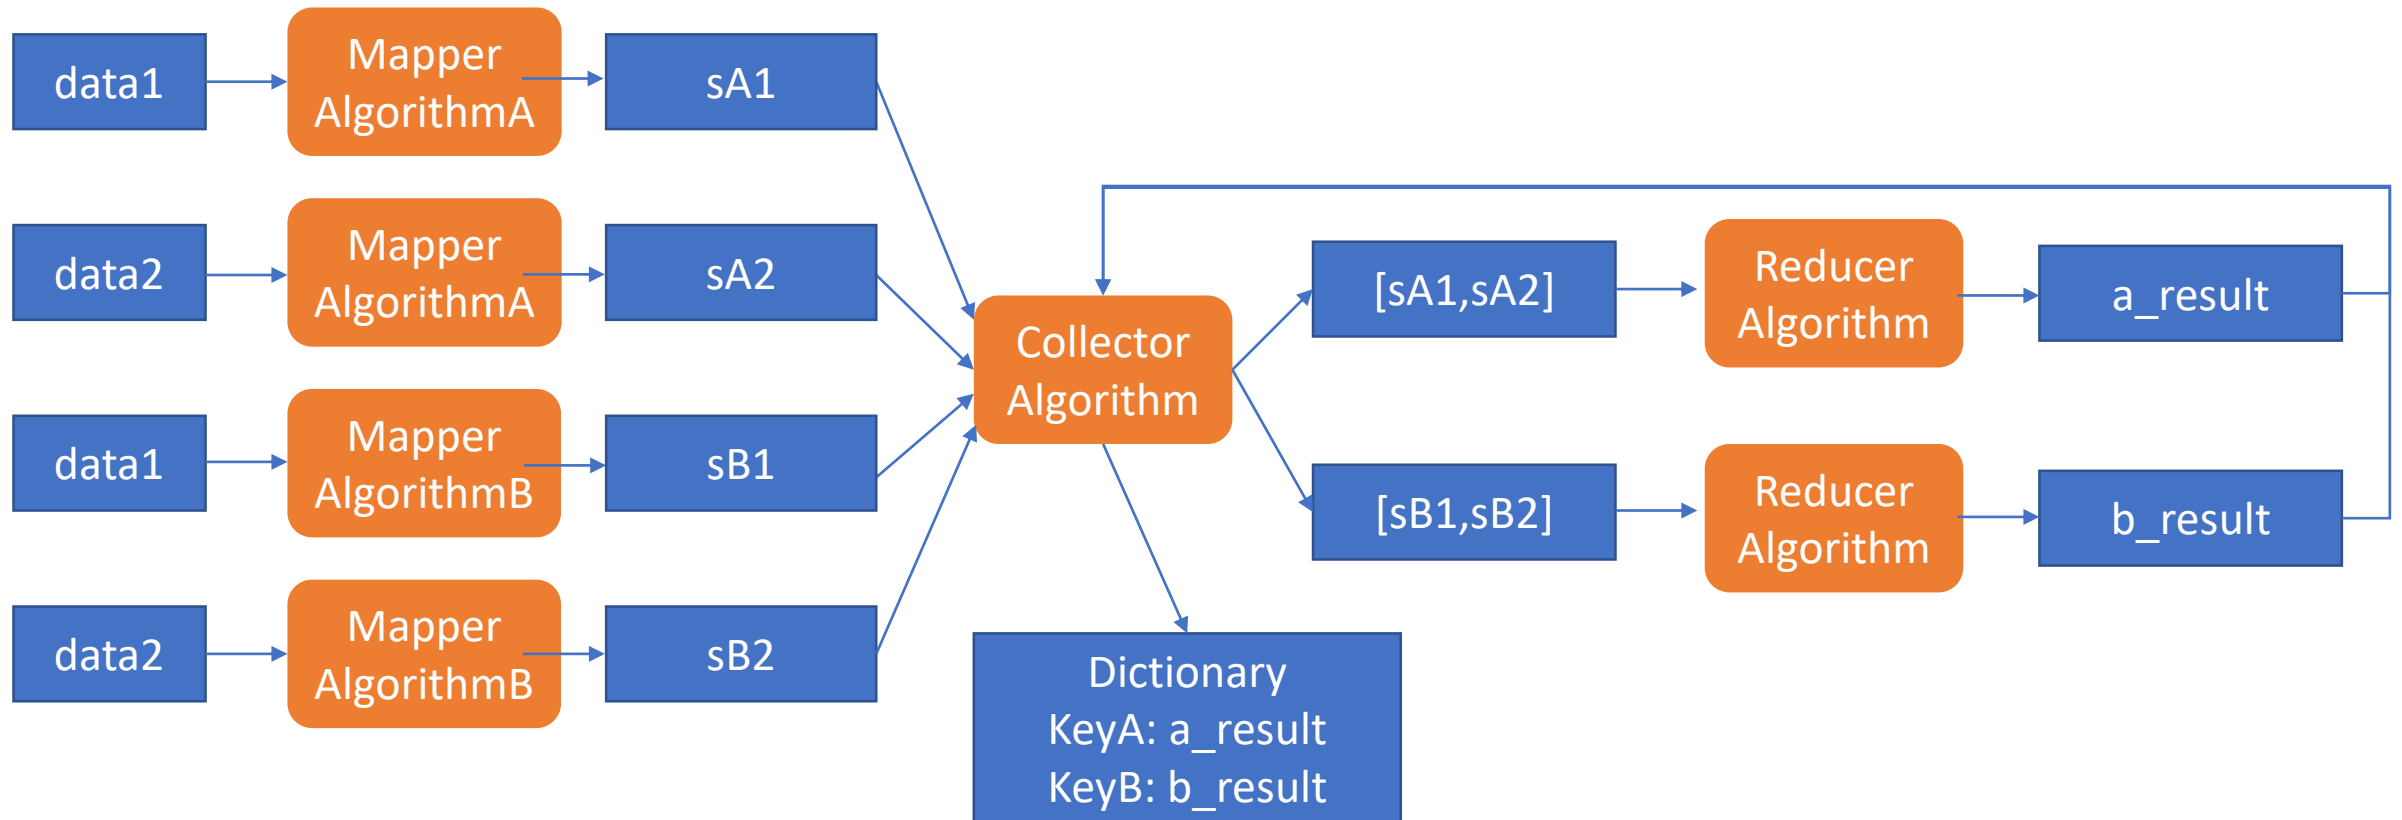 data1
Mapper
AlgorithmA
sA1
data2
Mapper
AlgorithmA
sA2
data1
Mapper
AlgorithmB
sB1
data2
Mapper
AlgorithmB
sB2
Collector
Algorithm
[sA1,sA2]
Reducer
Algorithm
a_result
[sB1,sB2]
Reducer
Algorithm
b_result
Dictionary
KeyA: a_result
KeyB: b_result